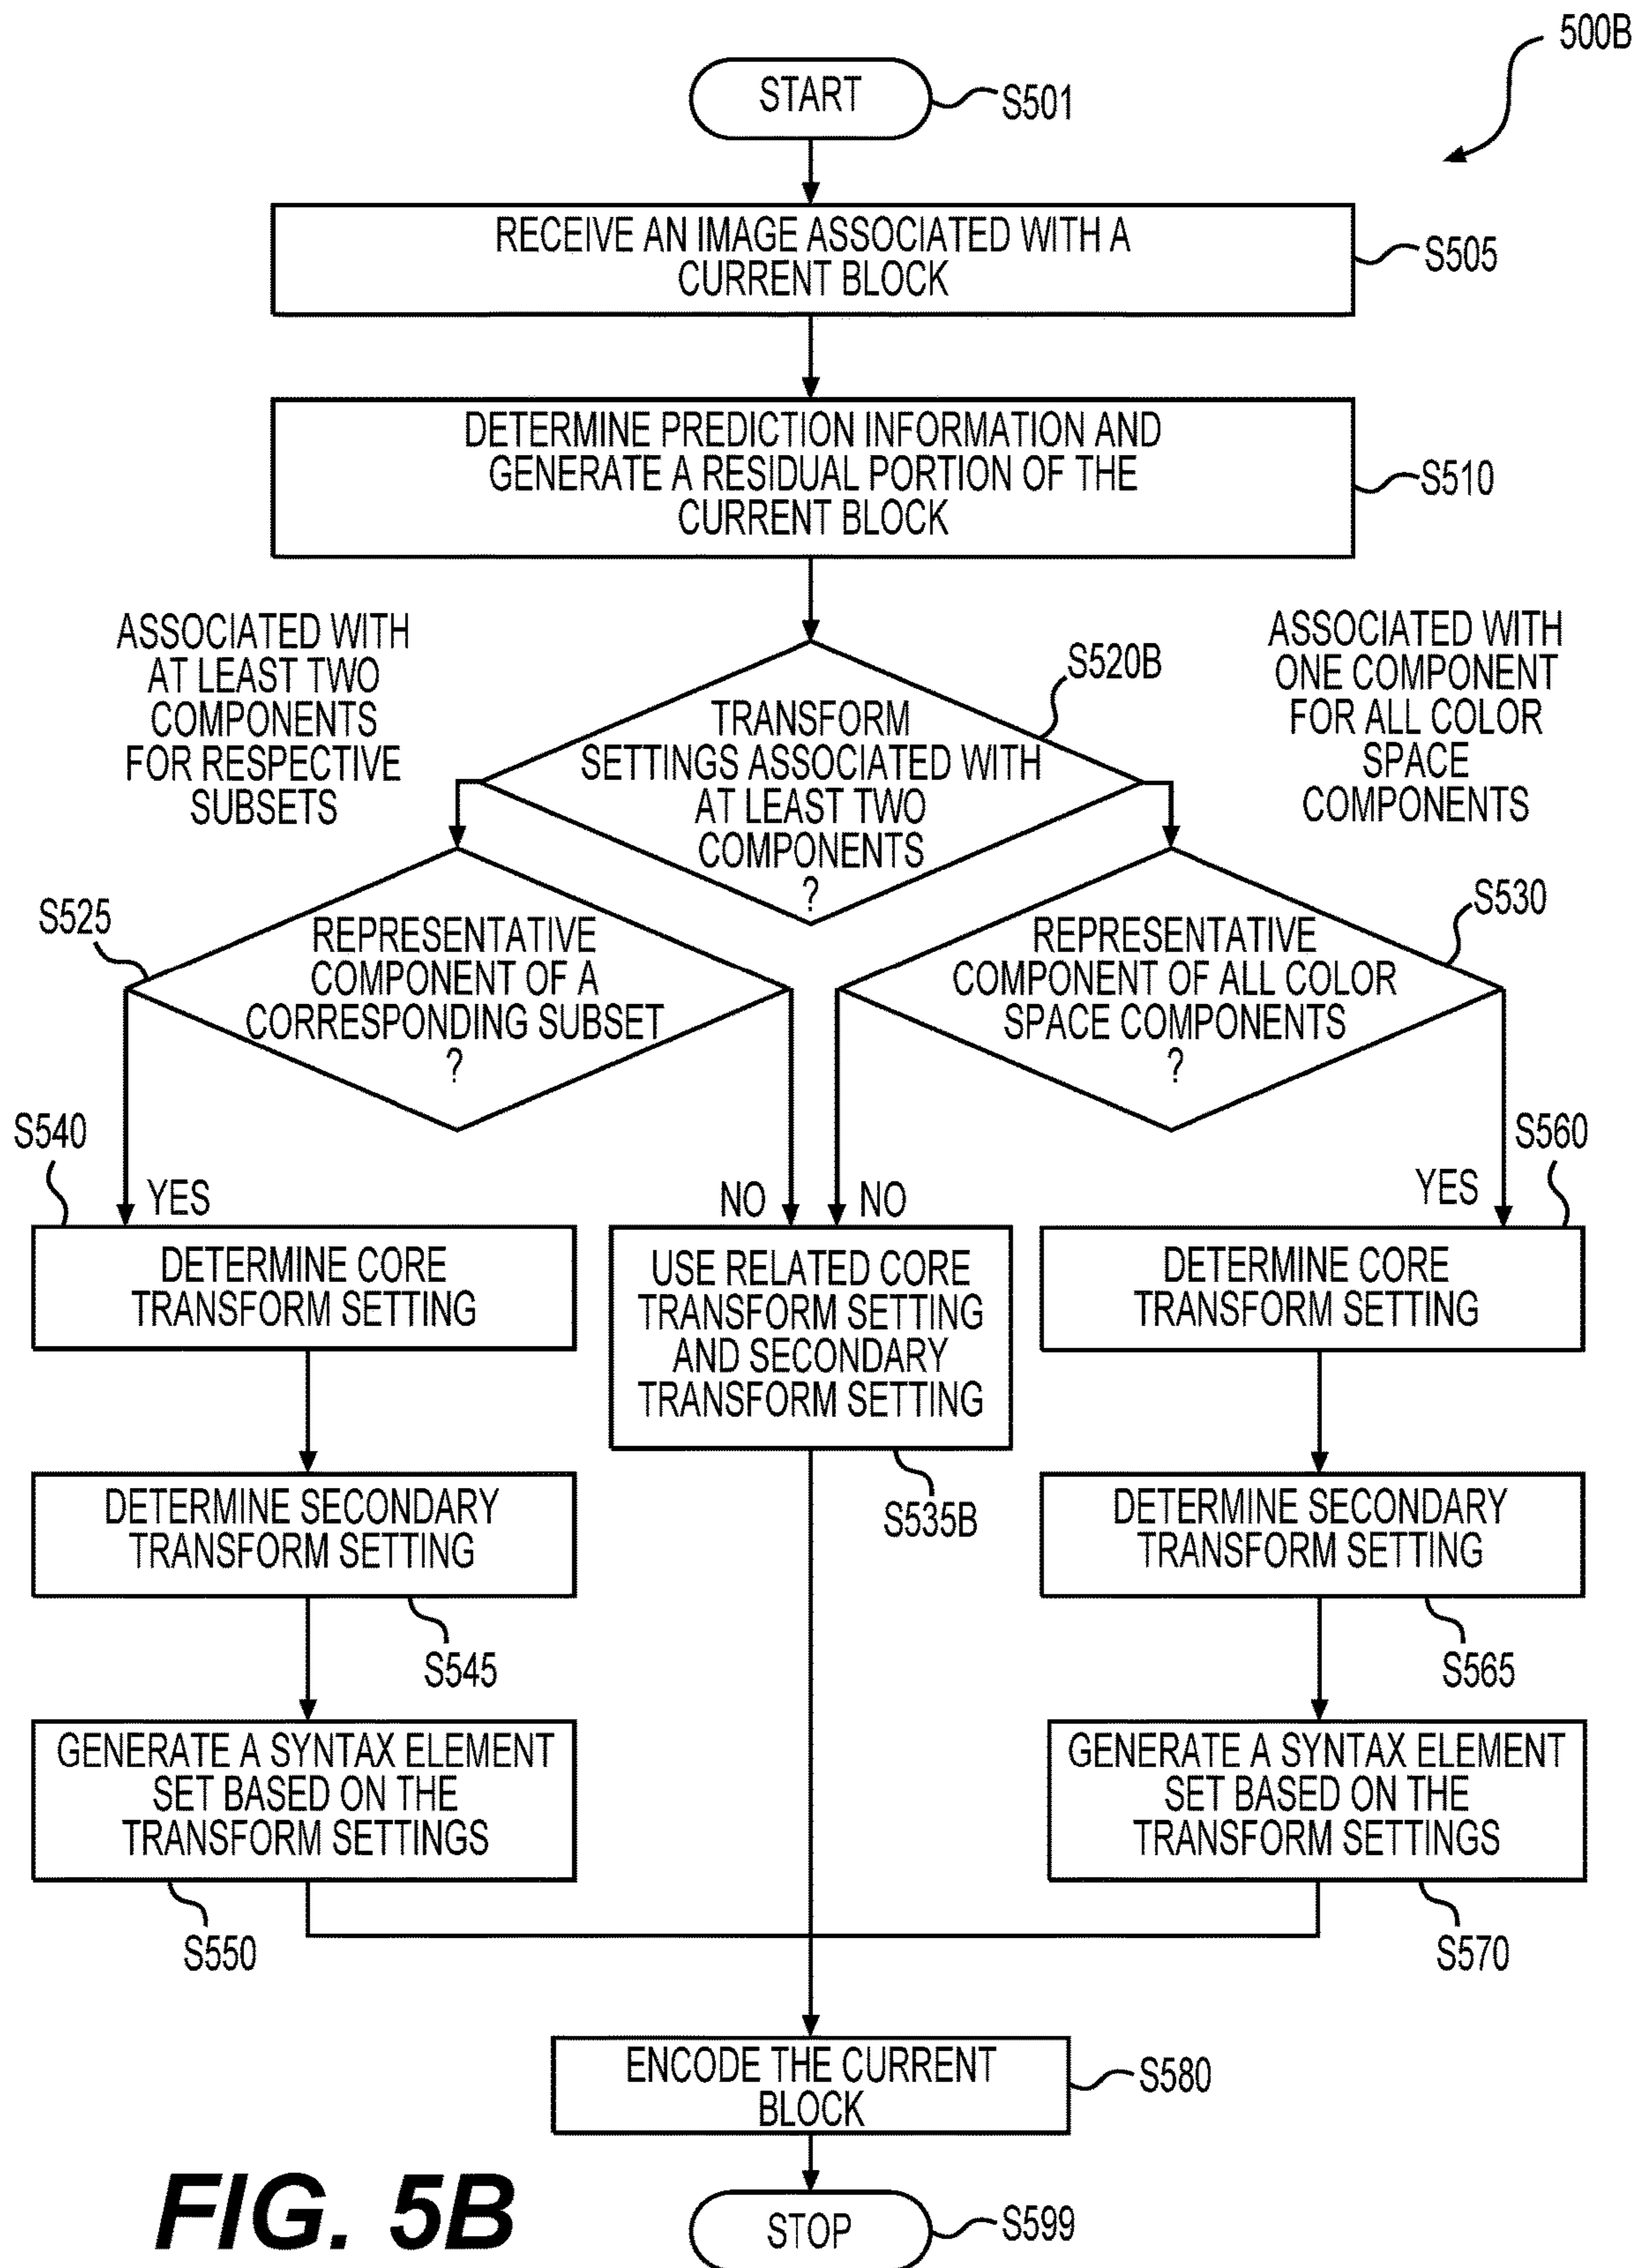 500B
START
S501
RECEIVE AN IMAGE ASSOCIATED WITH A
CURRENT BLOCK
S505
DETERMINE PREDICTION INFORMATION AND
GENERATE A RESIDUAL PORTION OF THE
CURRENT BLOCK
S510
ASSOCIATED WITH
AT LEAST TWO
COMPONENTS
FOR RESPECTIVE
SUBSETS
S520B
TRANSFORM
SETTINGS ASSOCIATED WITH
AT LEAST TWO
COMPONENTS
?
ASSOCIATED WITH
ONE COMPONENT
FOR ALL COLOR
SPACE
COMPONENTS
S525
REPRESENTATIVE
COMPONENT OF A
CORRESPONDING SUBSET
?
S530
REPRESENTATIVE
COMPONENT OF ALL COLOR
SPACE COMPONENTS
?
S540
YES
NO
NO
YES
S560
DETERMINE CORE
TRANSFORM SETTING
USE RELATED CORE
TRANSFORM SETTING
AND SECONDARY
TRANSFORM SETTING
S535B
DETERMINE CORE
TRANSFORM SETTING
DETERMINE SECONDARY
TRANSFORM SETTING
S545
DETERMINE SECONDARY
TRANSFORM SETTING
S565
GENERATE A SYNTAX ELEMENT
SET BASED ON THE
TRANSFORM SETTINGS
S550
GENERATE A SYNTAX ELEMENT
SET BASED ON THE
TRANSFORM SETTINGS
S570
ENCODE THE CURRENT
BLOCK
S580
STOP
S599
FIG. 5B